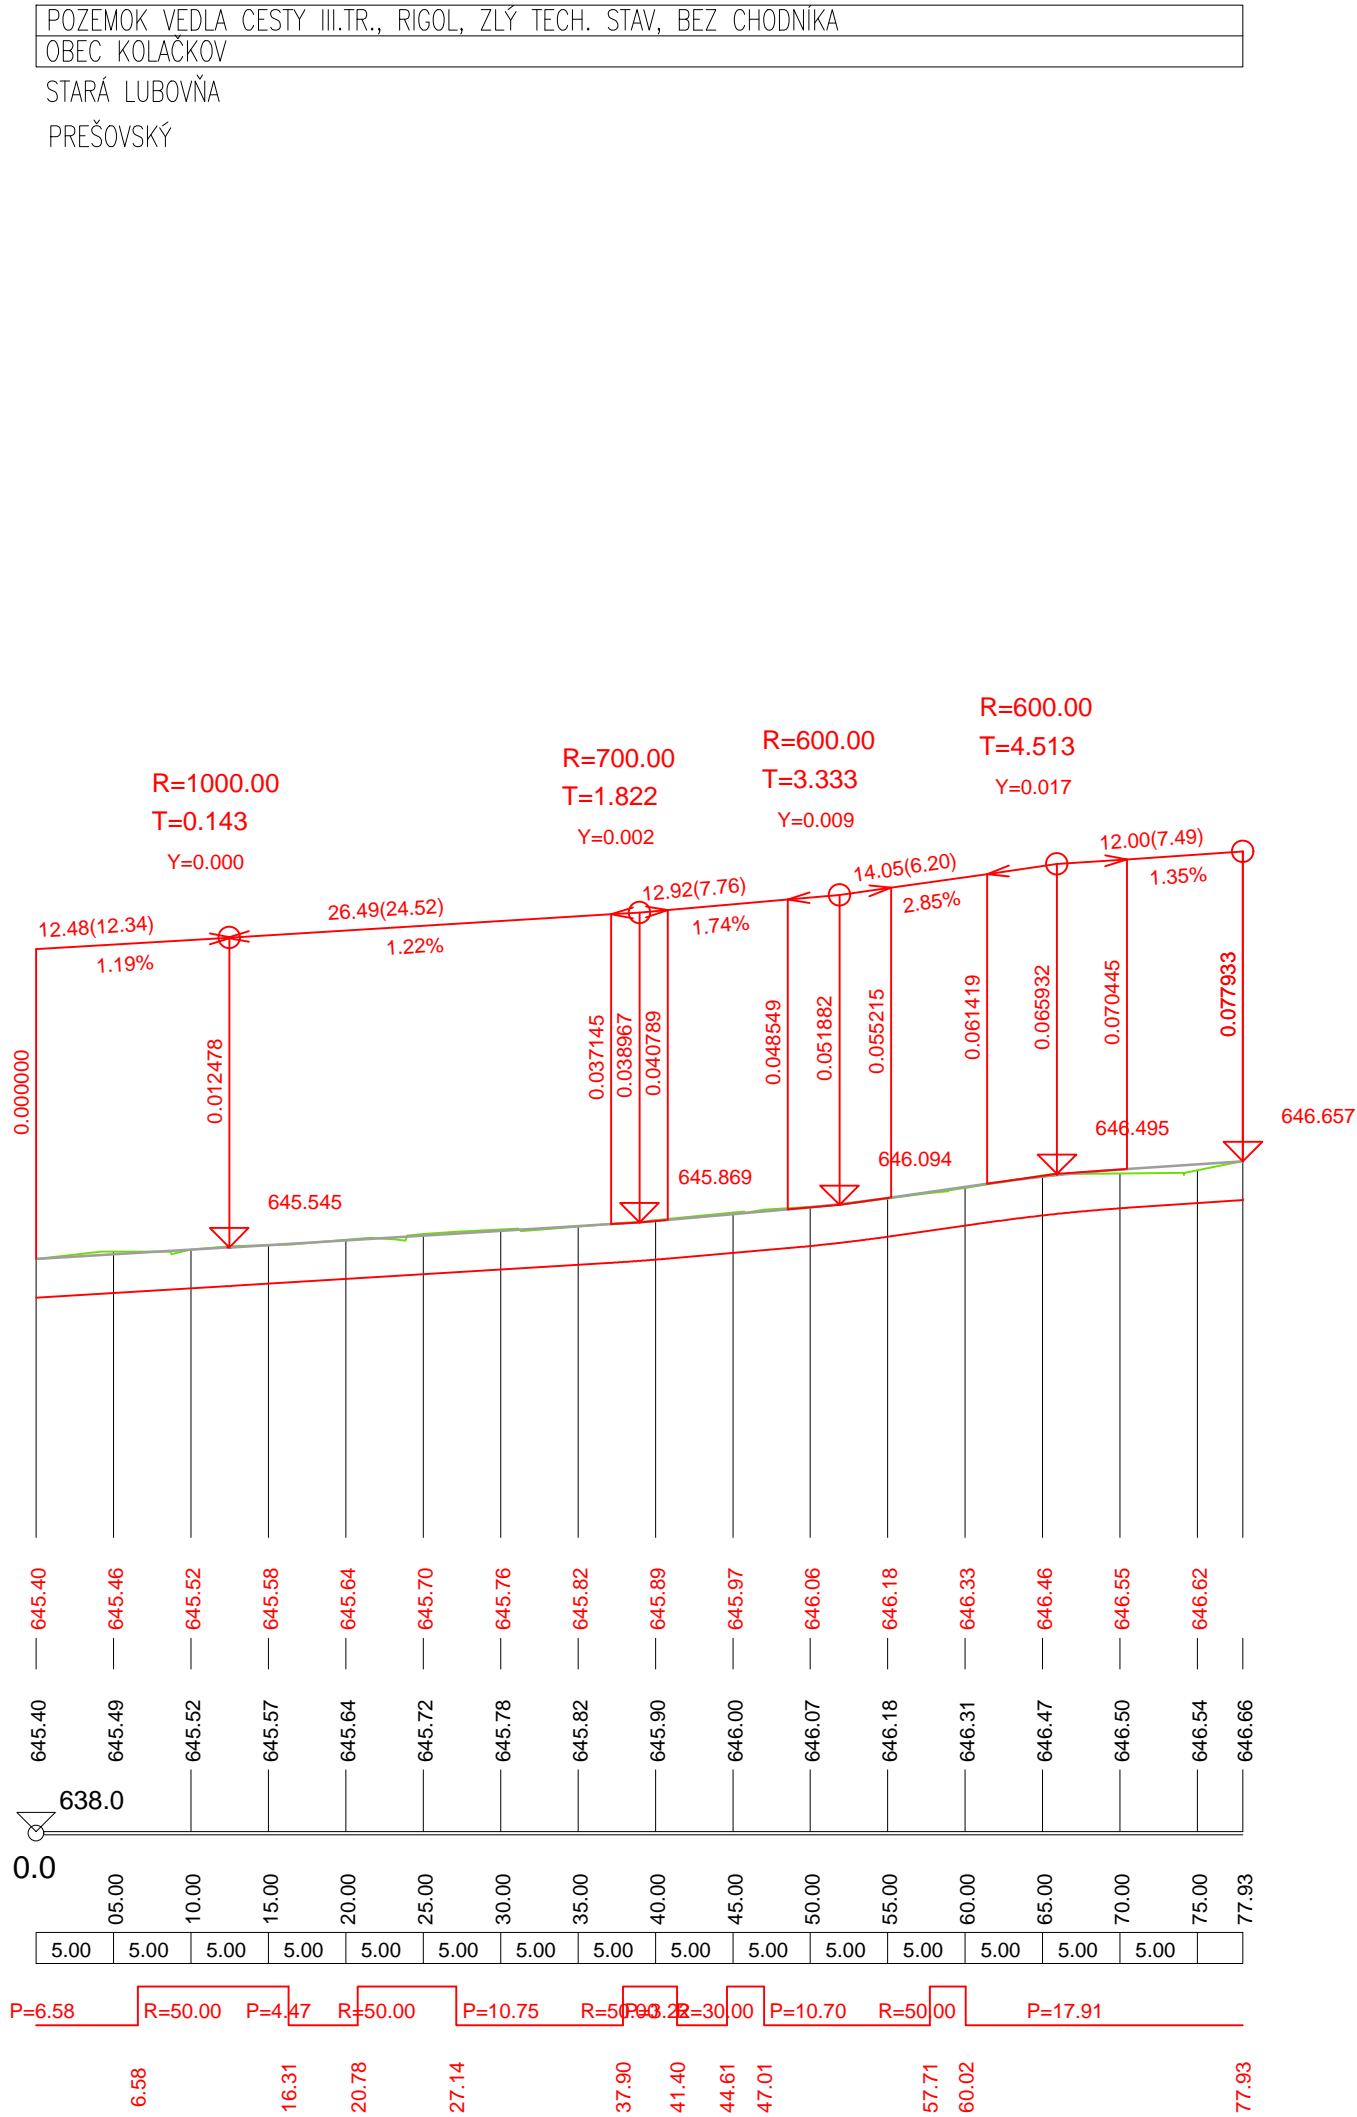 POZEMOK VEDLA CESTY III.TR., RIGOL, ZLÝ TECH. STAV, BEZ CHODNÍKA
OBEC KOLAČKOV
STARÁ LUBOVŇA
PREŠOVSKÝ
R=1000.00
T=0.143
Y=0.000
R=700.00
T=1.822
Y=0.002
R=600.00
T=3.333
Y=0.009
R=600.00
T=4.513
Y=0.017
12.48(12.34)
1.19%
26.49(24.52)
1.22%
12.92(7.76)
1.74%
14.05(6.20)
2.85%
12.00(7.49)
1.35%
0.000000
0.012478
0.037145
0.038967
0.040789
0.048549
0.051882
0.055215
0.061419
0.065932
0.070445
0.077933
645.545
645.869
646.094
646.495
646.657
645.40 645.46 645.52 645.58 645.64 645.70 645.76 645.82 645.89 645.97 646.06 646.18 646.33 646.46 646.55 646.62
645.40 645.49 645.52 645.57 645.64 645.72 645.78 645.82 645.90 646.00 646.07 646.18 646.31 646.47 646.50 646.54 646.66
638.0
0.0
05.00 10.00 15.00 20.00 25.00 30.00 35.00 40.00 45.00 50.00 55.00 60.00 65.00 70.00 75.00 77.93
5.00 5.00 5.00 5.00 5.00 5.00 5.00 5.00 5.00 5.00 5.00 5.00 5.00 5.00 5.00
P=6.58 R=50.00 P=4.47 R=50.00 P=10.75 R=50.00 P=3.22 R=30.00 P=10.70 R=50.00 P=17.91
6.58 16.31 20.78 27.14 37.90 41.40 44.61 47.01 57.71 60.02 77.93